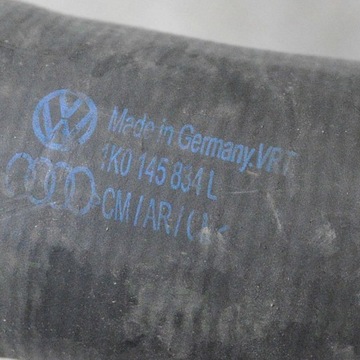 Made in Germany.VRT
1K0 145 834 L
CM / AR /